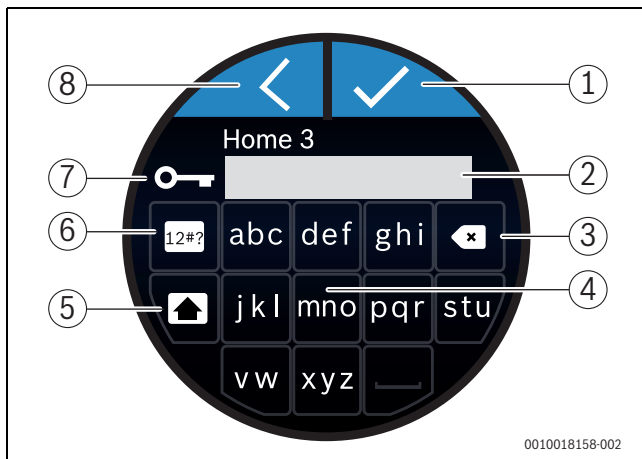 8 1
Home 3
7 2
6 12#? abc def ghi 3
5 jkl mno pqr stu 4
vw xyz
0010018158-002